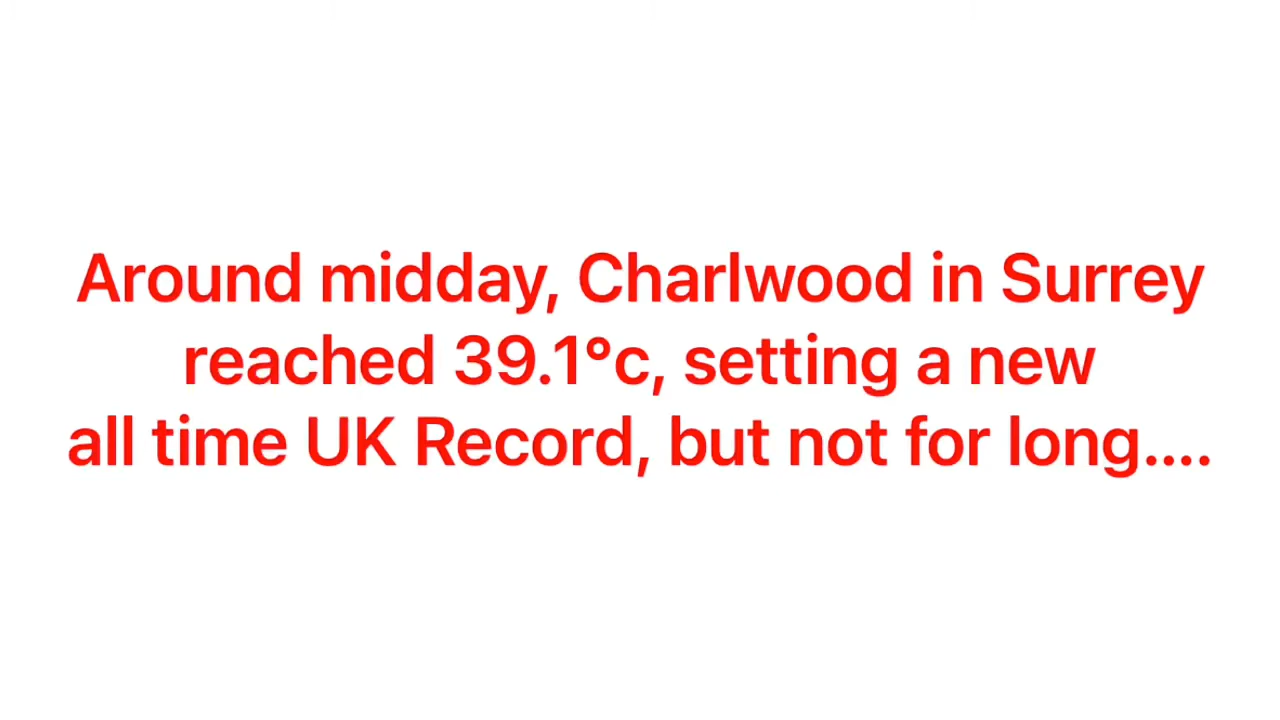 Around midday, Charlwood in Surrey
reached 39.1°c, setting a new
all time UK Record, but not for long....